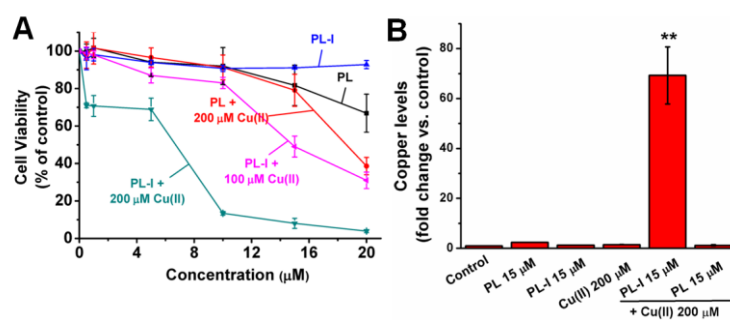 A
Cell Viability
(% of control)
100
80
60
40
20
0
PL-I
PL
PL +
200 μM Cu(II)
PL-I +
100 μM Cu(II)
PL-I +
200 μM Cu(II)
0 4 8 12 16 20
Concentration (μM)
B
Copper levels
(fold change vs. control)
80
60
40
20
0
**
Control
PL 15 μM
PL-I 15 μM
Cu(II) 200 μM
PL-I 15 μM
PL 15 μM
+ Cu(II) 200 μM